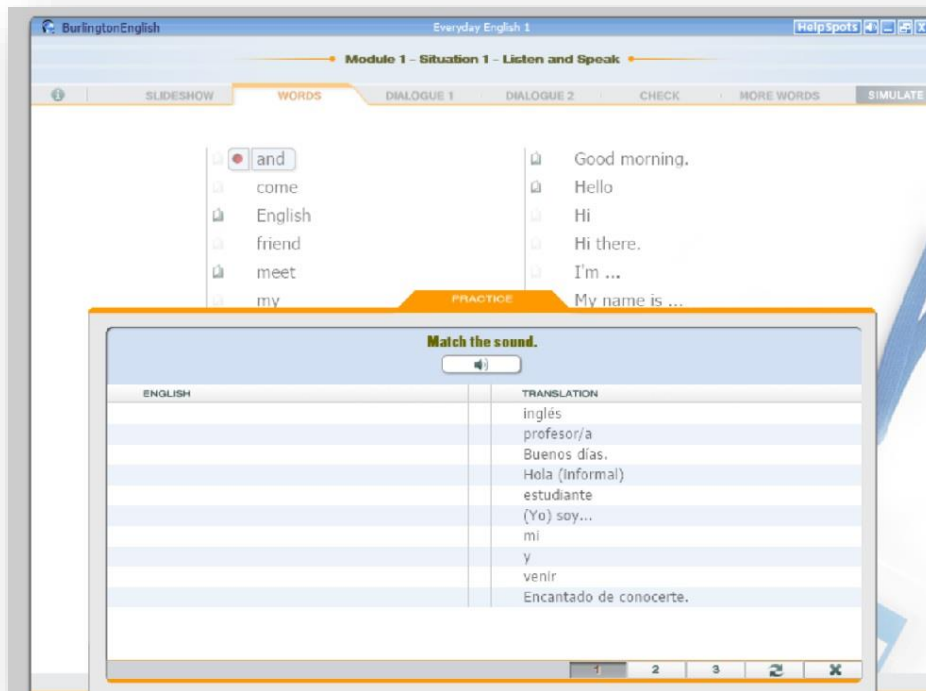 BurlingtonEnglish Everyday English 1 HelpSpots
Module 1 - Situation 1 - Listen and Speak
SLIDESHOW WORDS DIALOGUE 1 DIALOGUE 2 CHECK MORE WORDS SIMULATE
and
come
English
friend
meet
my
Good morning.
Hello
Hi
Hi there.
I'm ...
My name is ...
PRACTICE
Match the sound.
ENGLISH TRANSLATION
inglés
profesor/a
Buenos días.
Hola (Informal)
estudiante
(Yo) soy...
mi
y
venir
Encantado de conocerte.
1 2 3